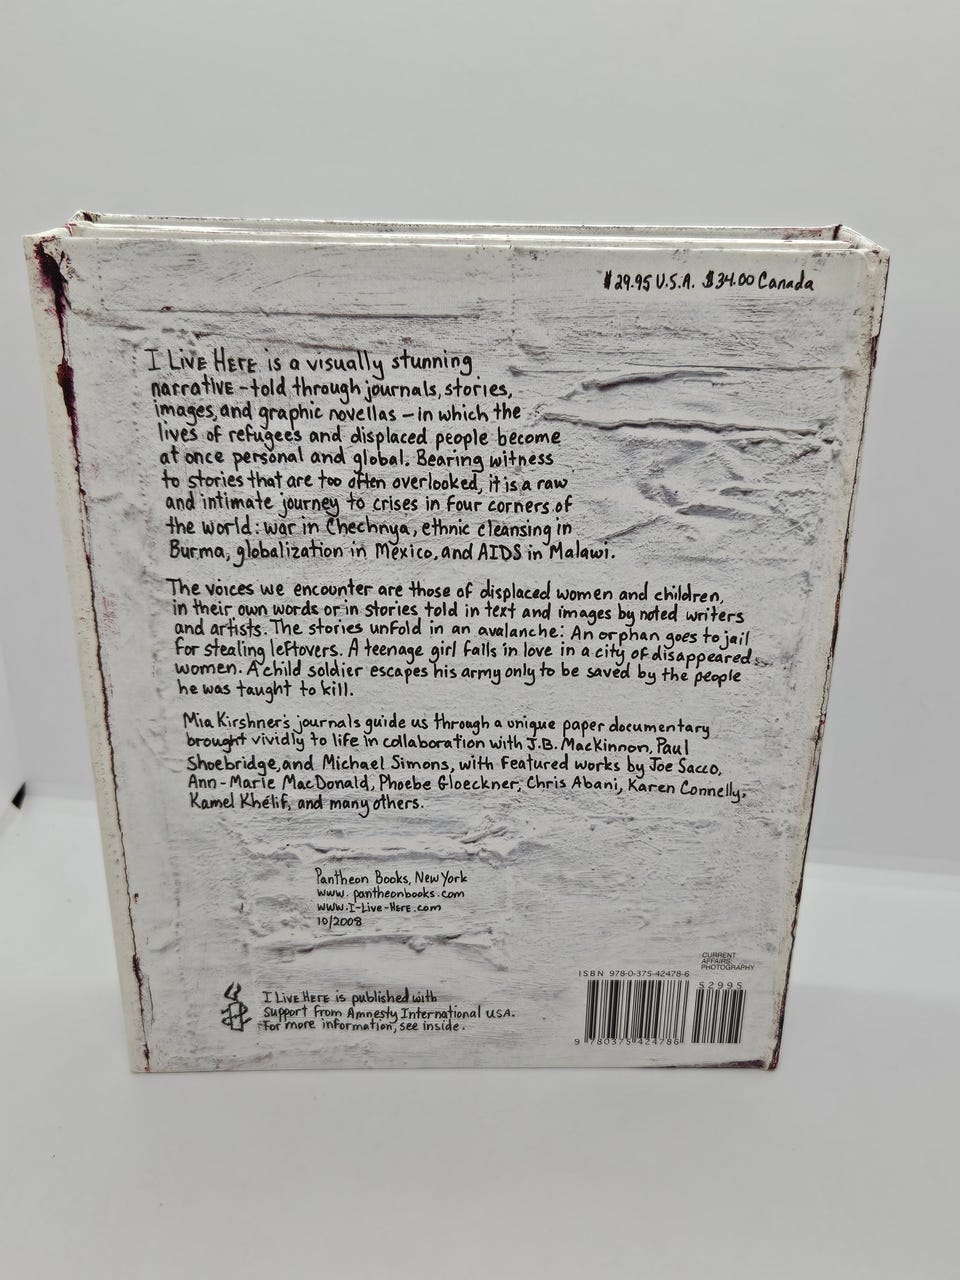 $29.95 U.S.A. $34.00 Canada
I LIVE HERE is a visually stunning
narrative – told through journals, stories,
images, and graphic novellas – in which the
lives of refugees and displaced people become
at once personal and global. Bearing witness
to stories that are too often overlooked, it is a raw
and intimate journey to crises in four corners of
the world: war in Chechnya, ethnic cleansing in
Burma, globalization in Mexico, and AIDS in Malawi.
The voices we encounter are those of displaced women and children,
in their own words or in stories told in text and images by noted writers
and artists. The stories unfold in an avalanche: An orphan goes to jail
for stealing leftovers. A teenage girl falls in love in a city of disappeared
women. A child soldier escapes his army only to be saved by the people
he was taught to kill.
Mia Kirshner's journals guide us through a unique paper documentary
brought vividly to life in collaboration with J.B. MacKinnon, Paul
Shoebridge, and Michael Simons, with featured works by Joe Sacco,
Ann-Marie MacDonald, Phoebe Gloeckner, Chris Abani, Karen Connelly,
Kamel Khélif, and many others.
Pantheon Books, New York
www.pantheonbooks.com
www.I-Live-Here.com
10/2008
CURRENT
AFFAIRS;
PHOTOGRAPHY
ISBN 978-0-375-42478-6
52995
9 780375 424786
I LIVE HERE is published with
support from Amnesty International USA.
For more information, see inside.